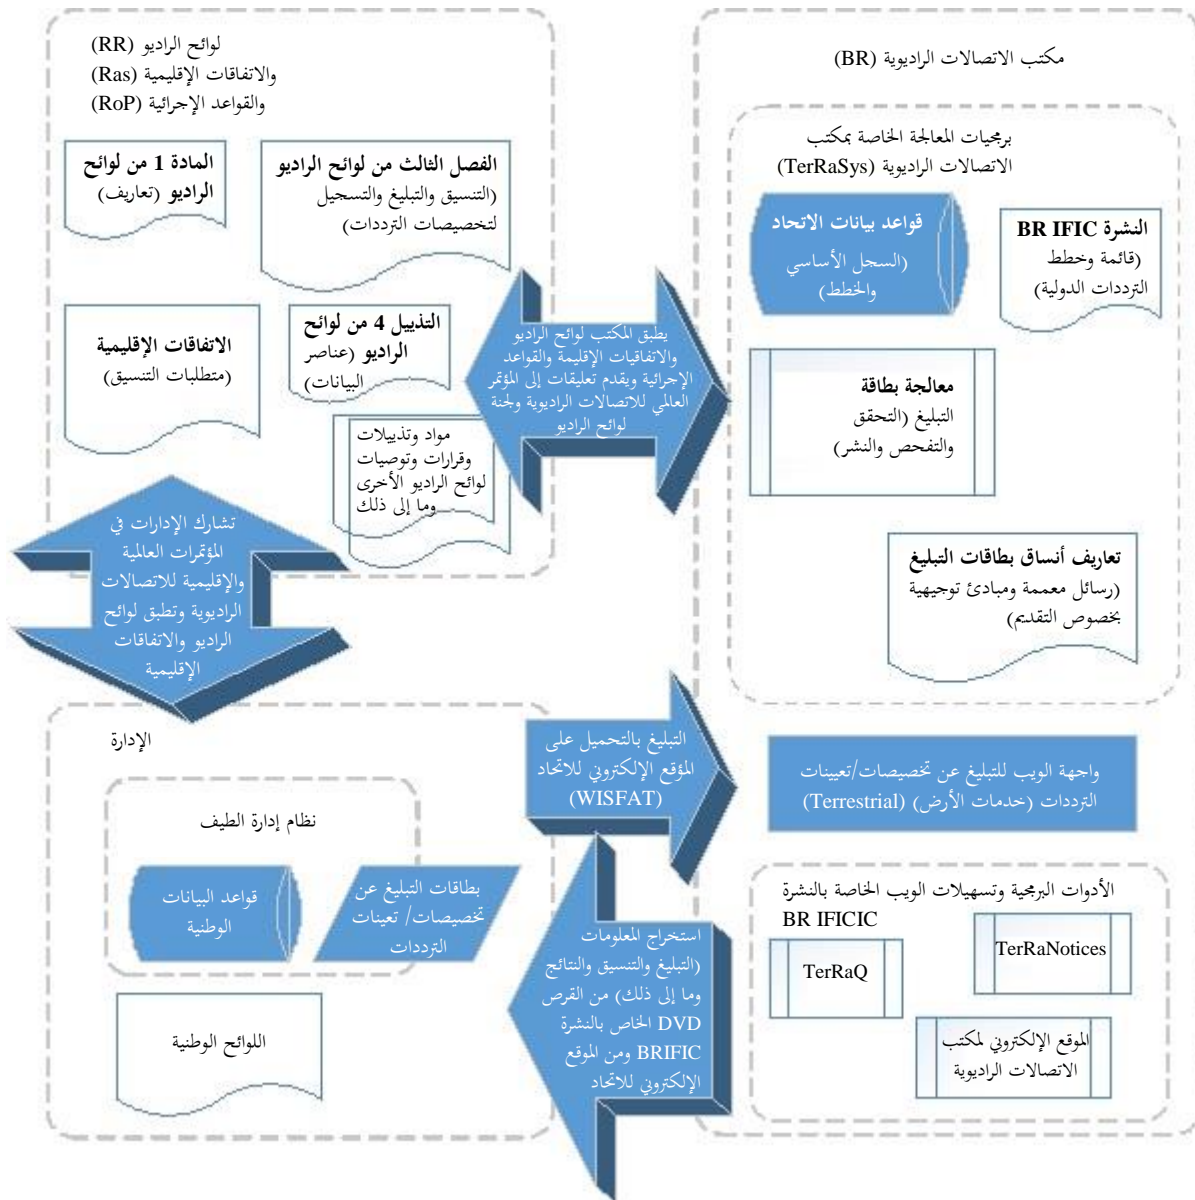 لوائح الراديو (RR)
والاتفاقات الإقليمية (Ras)
والقواعد الإجرائية (RoP)
المادة 1 من لوائح
الراديو (تعاريف)
الفصل الثالث من لوائح الراديو
(التنسيق والتبليغ والتسجيل
لتخصيصات الترددات)
الاتفاقات الإقليمية
(متطلبات التنسيق)
التذييل 4 من لوائح
الراديو (عناصر
البيانات)
مواد وتذييلات
وقرارات وتوصيات
لوائح الراديو الأخرى
وما إلى ذلك
يطبق المكتب لوائح الراديو
والاتفاقيات الإقليمة والقواعد
الإجرائية ويقدم تعليقات إلى المؤتمر
العالمي للاتصالات الراديوية ولجنة
لوائح الراديو
مكتب الاتصالات الراديوية (BR)
برمجيات المعالجة الخاصة بمكتب
الاتصالات الراديوية (TerRaSys)
قواعد بيانات الاتحاد
(السجل الأساسي
والخطط)
النشرة BR IFIC
(قائمة وخطط
الترددات الدولية)
معالجة بطاقة
التبليغ (التحقق
والتفحص والنشر)
تعاريف أنساق بطاقات التبليغ
(رسائل معممة ومبادئ توجيهية
بخصوص التقديم)
تشارك الإدارات في
المؤتمرات العالمية
والإقليمية للاتصالات
الراديوية وتطبق لوائح
الراديو والاتفاقات
الإقليمية
الإدارة
نظام إدارة الطيف
قواعد البيانات
الوطنية
بطاقات التبليغ عن
تخصيصات/ تعينات
الترددات
اللوائح الوطنية
التبليغ بالتحميل على
المؤقع الإلكتروني للاتحاد
(WISFAT)
واجهة الويب للتبليغ عن تخصيصات/تعيينات
الترددات (خدمات الأرض) (Terrestrial)
استخراج المعلومات
(التبليغ والتنسيق والنتائج
وما إلى ذلك) من القرص
DVD الخاص بالنشرة
BRIFIC ومن الموقع
الإلكتروني للاتحاد
الأدوات البرمجية وتسهيلات الويب الخاصة بالنشرة
BR IFICIC
TerRaQ
TerRaNotices
الموقع الإلكتروني لمكتب
الاتصالات الراديوية